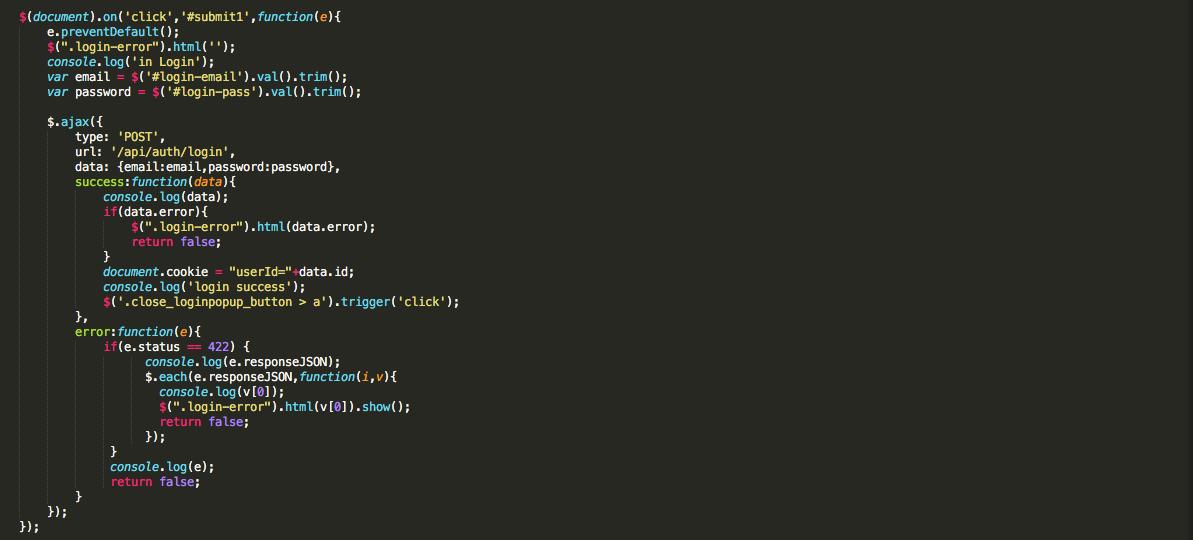 $(document).on('click','#submit1',function(e){
e.preventDefault();
$(".login-error").html('');
console.log('in Login');
var email = $('#login-email').val().trim();
var password = $('#login-pass').val().trim();
$.ajax({
type: 'POST',
url: '/api/auth/login',
data: {email:email,password:password},
success:function(data){
console.log(data);
if(data.error){
$(".login-error").html(data.error);
return false;
}
document.cookie = "userId="+data.id;
console.log('login success');
$('.close_loginpopup_button > a').trigger('click');
},
error:function(e){
if(e.status == 422) {
console.log(e.responseJSON);
$.each(e.responseJSON,function(i,v){
console.log(v[0]);
$(".login-error").html(v[0]).show();
return false;
});
}
console.log(e);
return false;
}
});
});